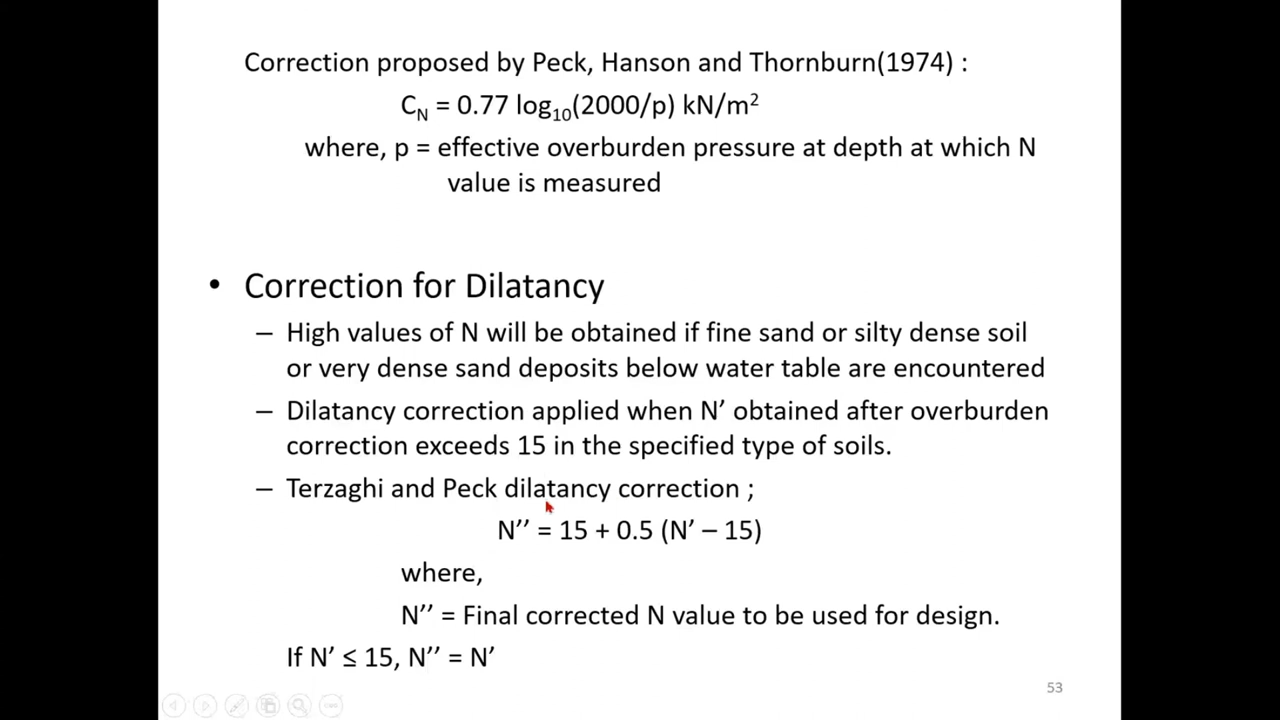 Correction proposed by Peck, Hanson and Thornburn(1974) :
C_N = 0.77 log₁₀(2000/p) kN/m²
where, p = effective overburden pressure at depth at which N
value is measured
• Correction for Dilatancy
– High values of N will be obtained if fine sand or silty dense soil
or very dense sand deposits below water table are encountered
– Dilatancy correction applied when N’ obtained after overburden
correction exceeds 15 in the specified type of soils.
– Terzaghi and Peck dilatancy correction ;
N’’ = 15 + 0.5 (N’ – 15)
where,
N’’ = Final corrected N value to be used for design.
If N’ ≤ 15, N’’ = N’
53